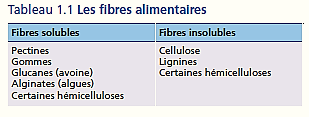 Tableau 1.1 Les fibres alimentaires
Fibres solubles Fibres insolubles
Pectines Cellulose
Gommes Lignines
Glucanes (avoine) Certaines hémicelluloses
Alginates (algues)
Certaines hémicelluloses